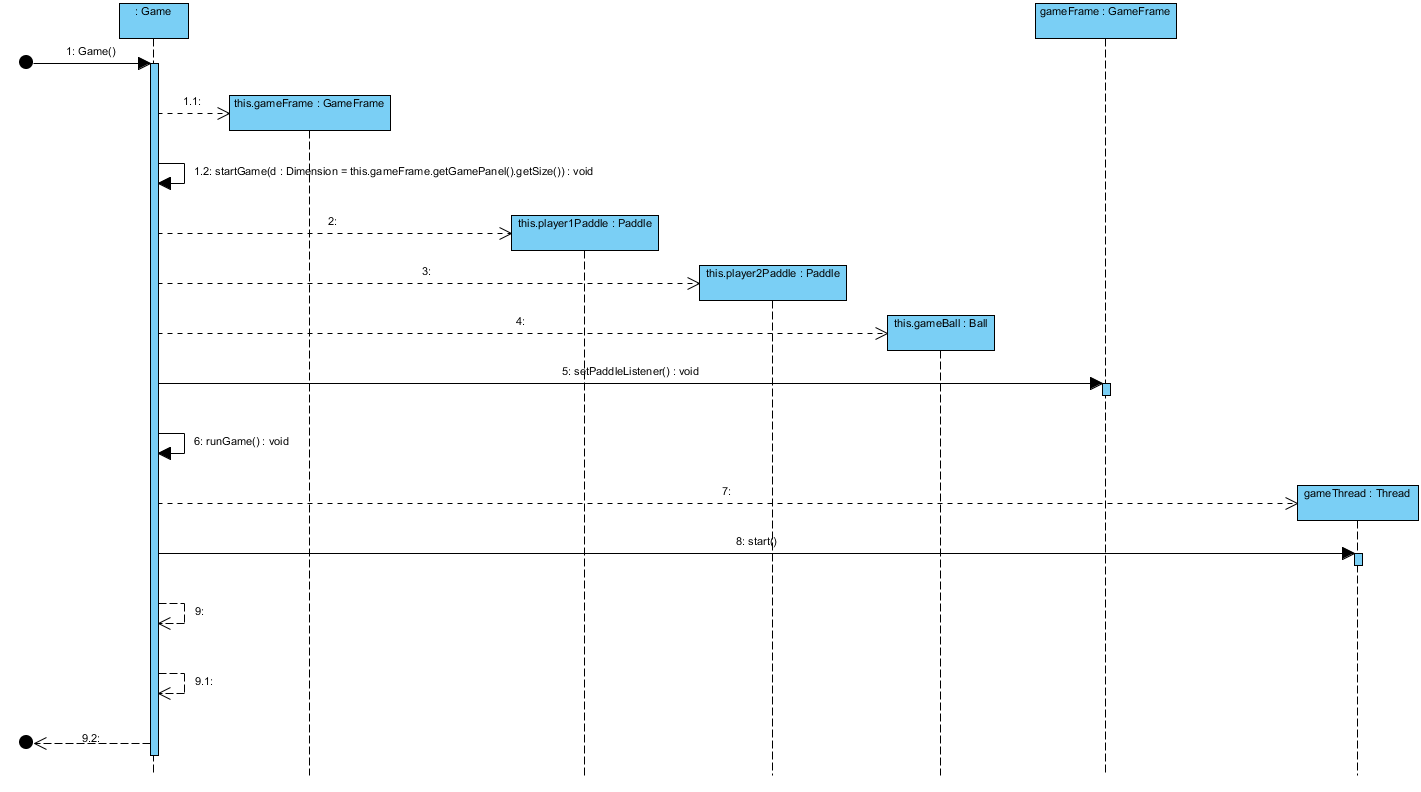 : Game
gameFrame : GameFrame
1: Game()
1.1:
this.gameFrame : GameFrame
1.2: startGame(d : Dimension = this.gameFrame.getGamePanel().getSize()) : void
2:
this.player1Paddle : Paddle
3:
this.player2Paddle : Paddle
4:
this.gameBall : Ball
5: setPaddleListener() : void
6: runGame() : void
7:
gameThread : Thread
8: start()
9:
9.1:
9.2: